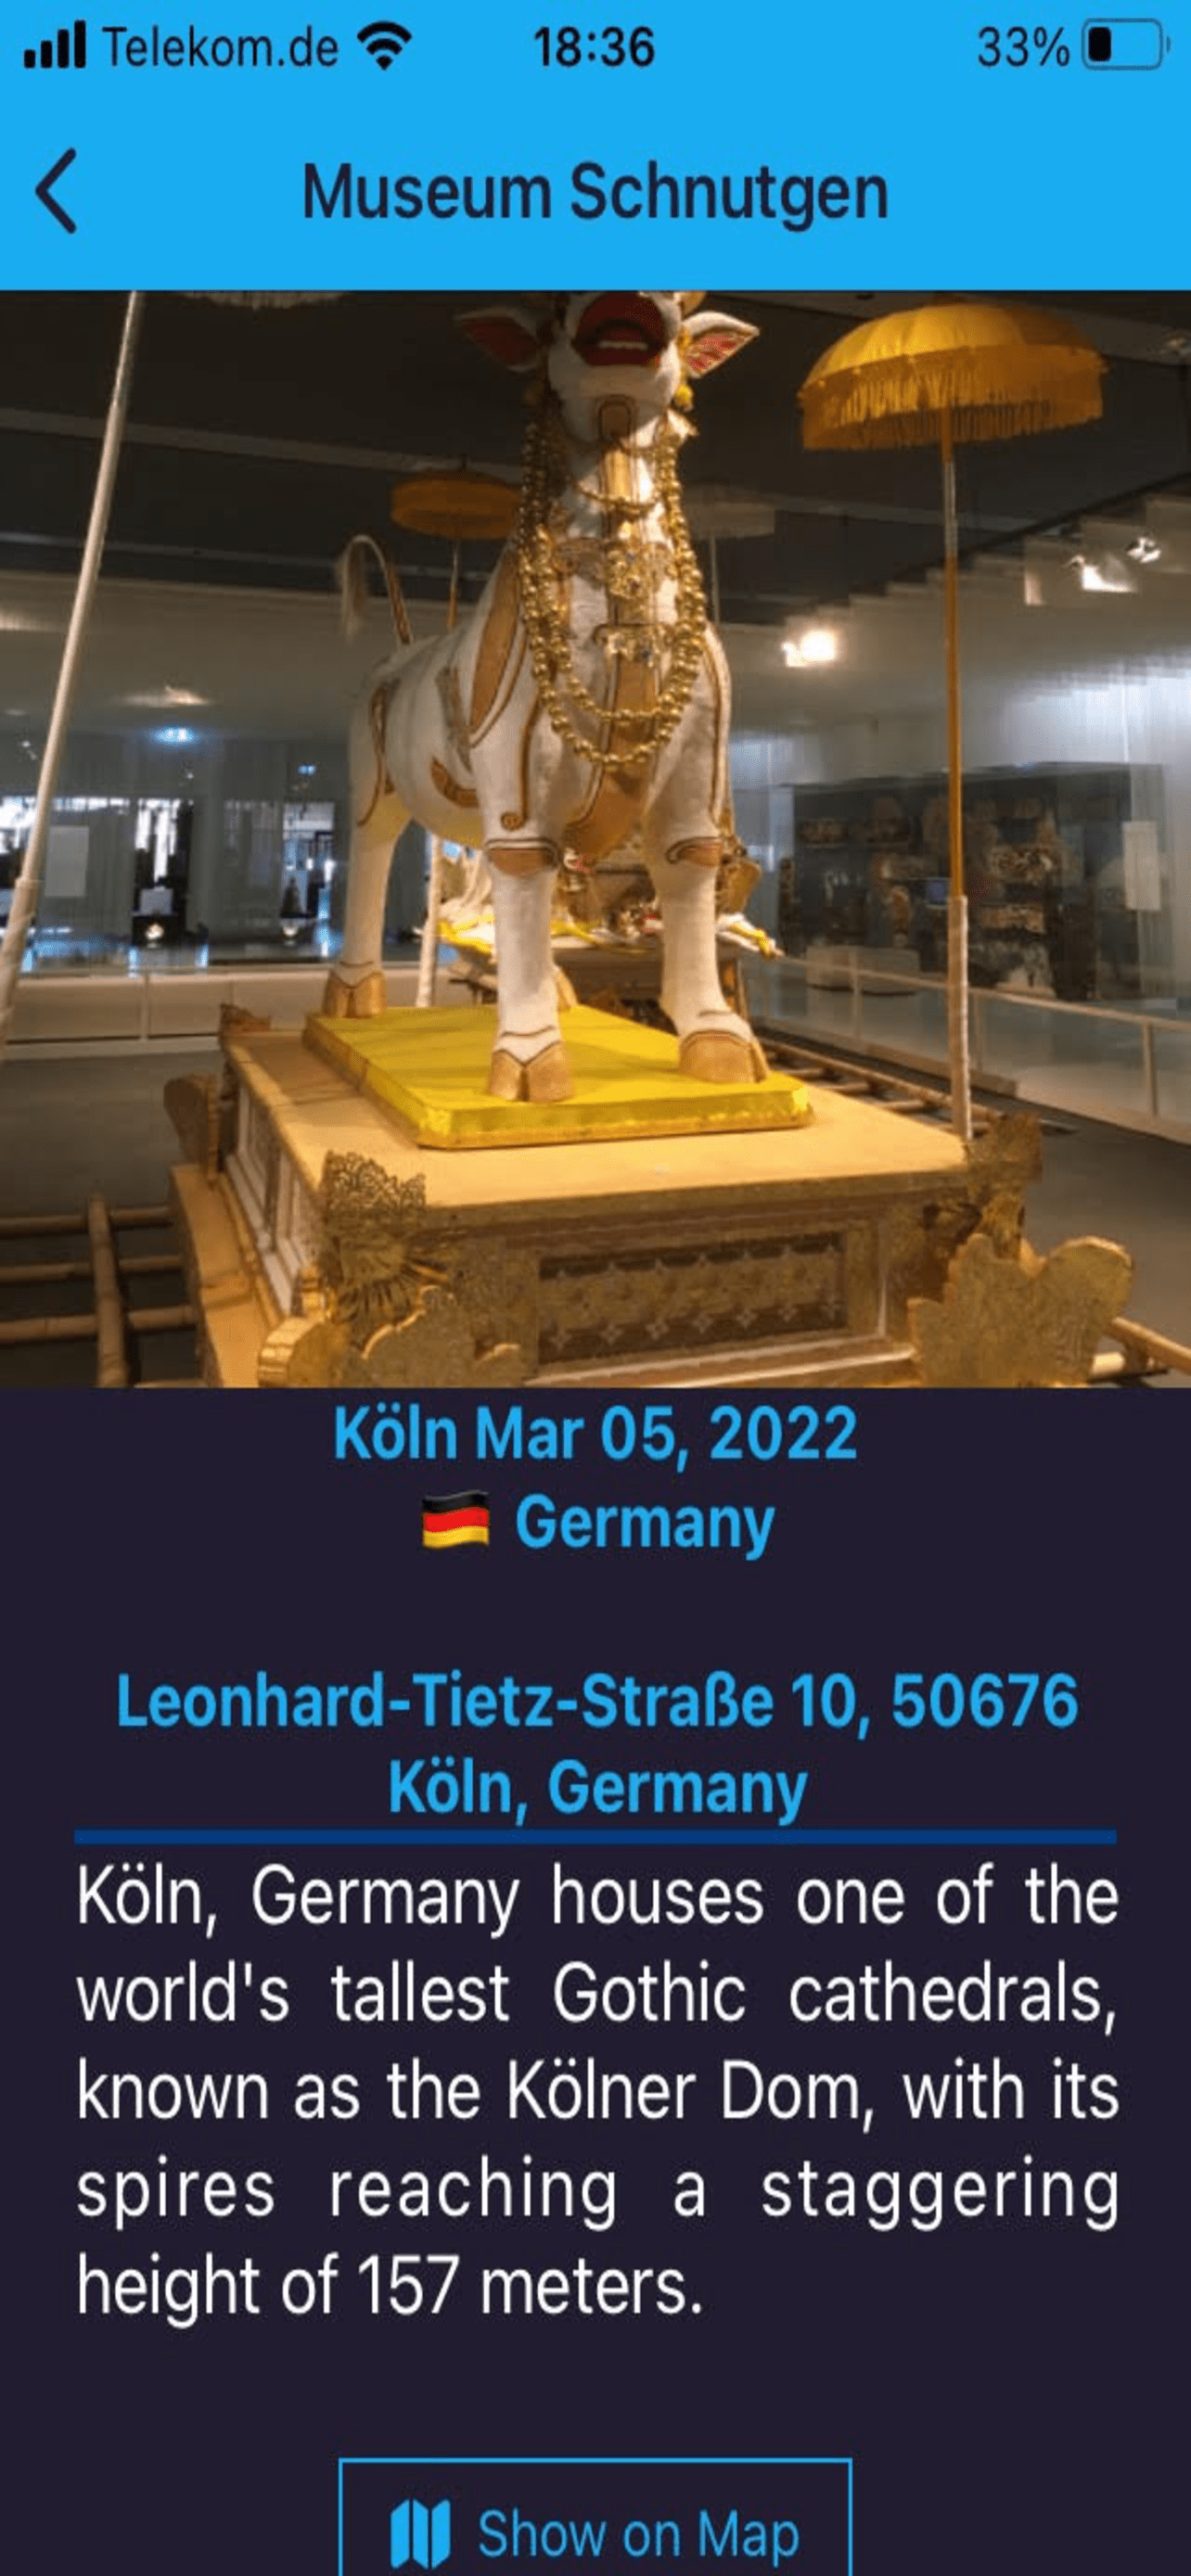 Telekom.de 18:36 33%
Museum Schnutgen
Köln Mar 05, 2022
Germany
Leonhard-Tietz-Straße 10, 50676
Köln, Germany
Köln, Germany houses one of the
world's tallest Gothic cathedrals,
known as the Kölner Dom, with its
spires reaching a staggering
height of 157 meters.
Show on Map